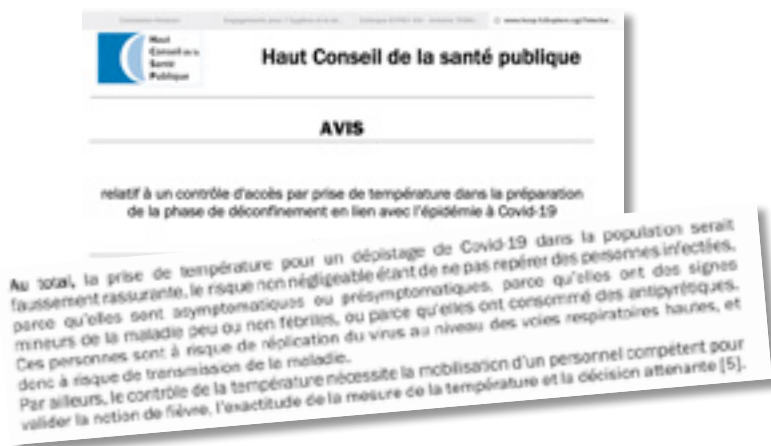 Haut
Conseil de la
Santé
Publique
Haut Conseil de la santé publique
AVIS
relatif à un contrôle d'accès par prise de température dans la préparation
de la phase de déconfinement en lien avec l'épidémie à Covid-19
Au total, la prise de température pour un dépistage de Covid-19 dans la population serait
faussement rassurante, le risque non négligeable étant de ne pas repérer des personnes infectées,
parce qu'elles sont asymptomatiques ou présymptomatiques, parce qu'elles ont des signes
mineurs de la maladie peu ou non fébriles, ou parce qu'elles ont consommé des antipyrétiques.
Ces personnes sont à risque de réplication du virus au niveau des voies respiratoires hautes, et
donc à risque de transmission de la maladie.
Par ailleurs, le contrôle de la température nécessite la mobilisation d'un personnel compétent pour
valider la notion de fièvre, l'exactitude de la mesure de la température et la décision attenante [5].